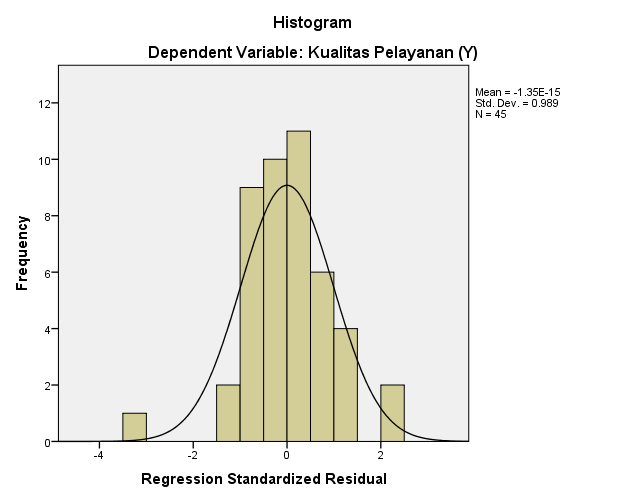 Histogram
Dependent Variable: Kualitas Pelayanan (Y)
Mean = -1.35E-15
Std. Dev. = 0.989
N = 45
Frequency
12
10
8
6
4
2
0
-4
-2
0
2
Regression Standardized Residual